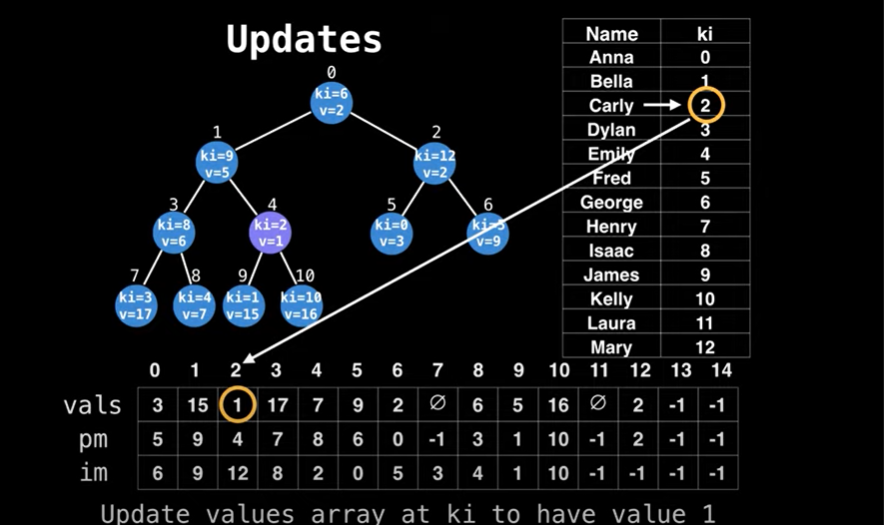 Updates
Name ki
Anna 0
Bella 1
Carly 2
Dylan 3
Emily 4
Fred 5
George 6
Henry 7
Isaac 8
James 9
Kelly 10
Laura 11
Mary 12
0
ki=6
v=2
1
ki=9
v=5
2
ki=12
v=2
3
ki=8
v=6
4
ki=2
v=1
5
ki=0
v=3
6
ki=5
v=9
7
ki=3
v=17
8
ki=4
v=7
9
ki=1
v=15
10
ki=10
v=16
0 1 2 3 4 5 6 7 8 9 10 11 12 13 14
vals 3 15 1 17 7 9 2 ∅ 6 5 16 ∅ 2 -1 -1
pm 5 9 4 7 8 6 0 -1 3 1 10 -1 2 -1 -1
im 6 9 12 8 2 0 5 3 4 1 10 -1 -1 -1 -1
Update values array at ki to have value 1